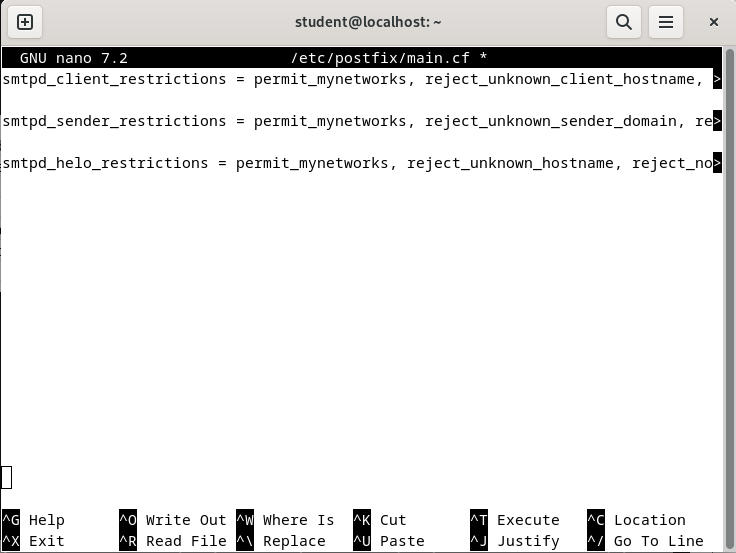 student@localhost: ~
GNU nano 7.2 /etc/postfix/main.cf *
smtpd_client_restrictions = permit_mynetworks, reject_unknown_client_hostname, >
smtpd_sender_restrictions = permit_mynetworks, reject_unknown_sender_domain, re>
smtpd_helo_restrictions = permit_mynetworks, reject_unknown_hostname, reject_no>
^G Help ^O Write Out ^W Where Is ^K Cut ^T Execute ^C Location
^X Exit ^R Read File ^\ Replace ^U Paste ^J Justify ^/ Go To Line